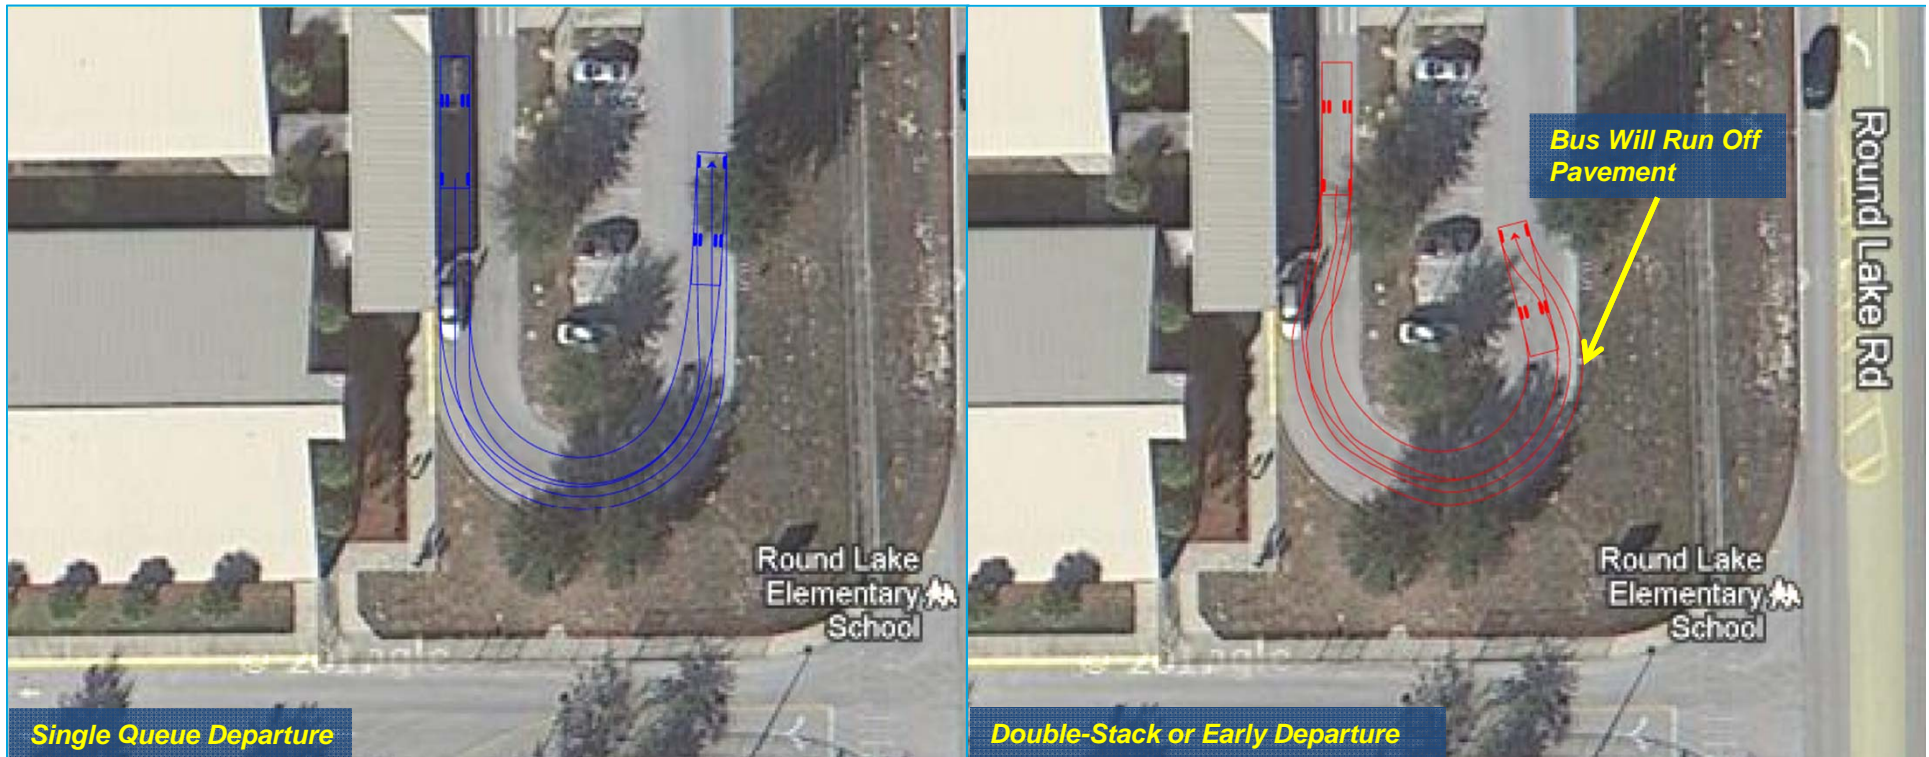 Bus Will Run Off
Pavement
Round Lake Rd
Round Lake
Elementary
School
Round Lake
Elementary
School
Single Queue Departure
Double-Stack or Early Departure